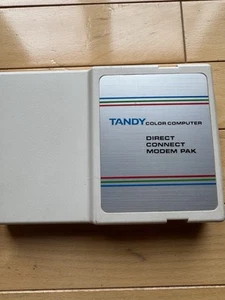 TANDY COLOR COMPUTER
DIRECT
CONNECT
MODEM PAK